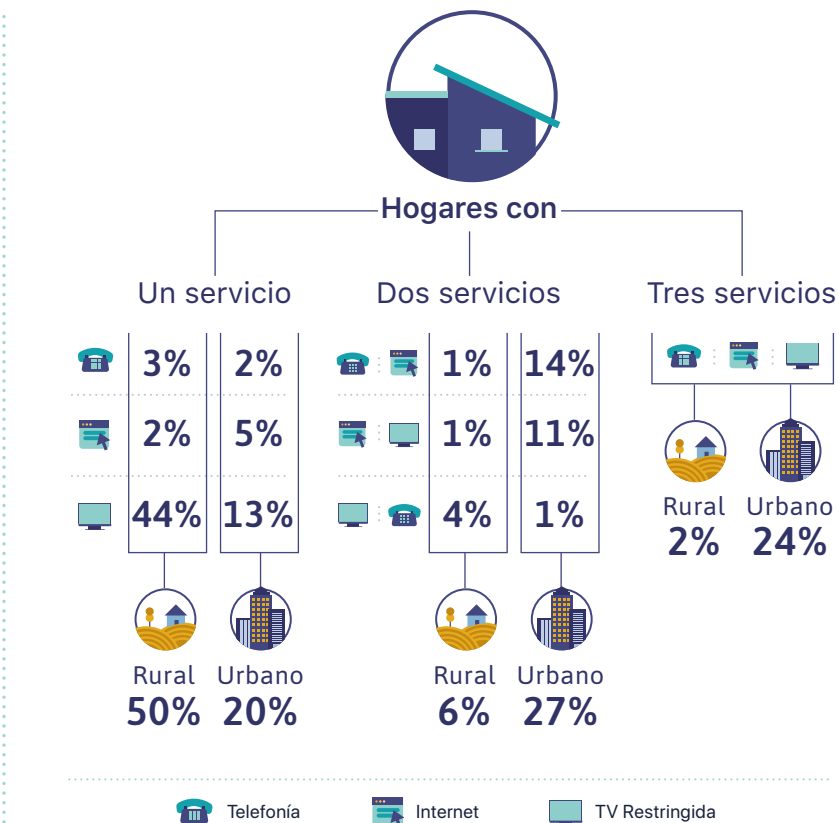 Hogares con
Un servicio
Dos servicios
Tres servicios
3% 2%
2% 5%
44% 13%
Rural Urbano
50% 20%
1% 14%
1% 11%
4% 1%
Rural Urbano
6% 27%
Rural Urbano
2% 24%
Telefonía
Internet
TV Restringida